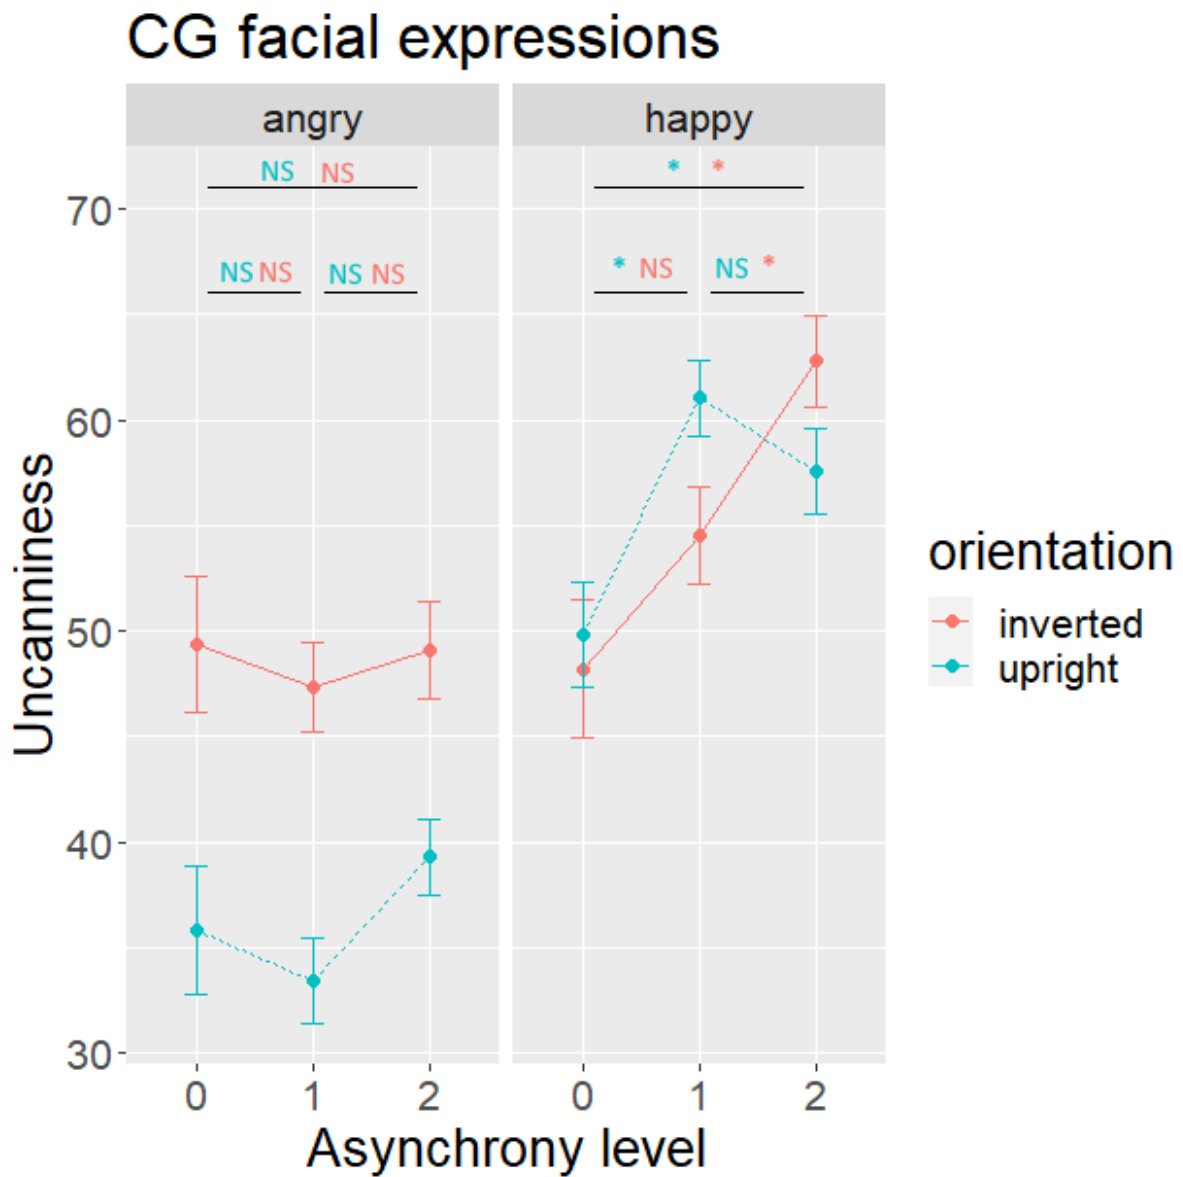 CG facial expressions
angry
happy
NS NS
* *
NS NS NS NS
* NS NS *
70
60
50
40
30
Uncanniness
0 1 2
0 1 2
Asynchrony level
orientation
inverted
upright